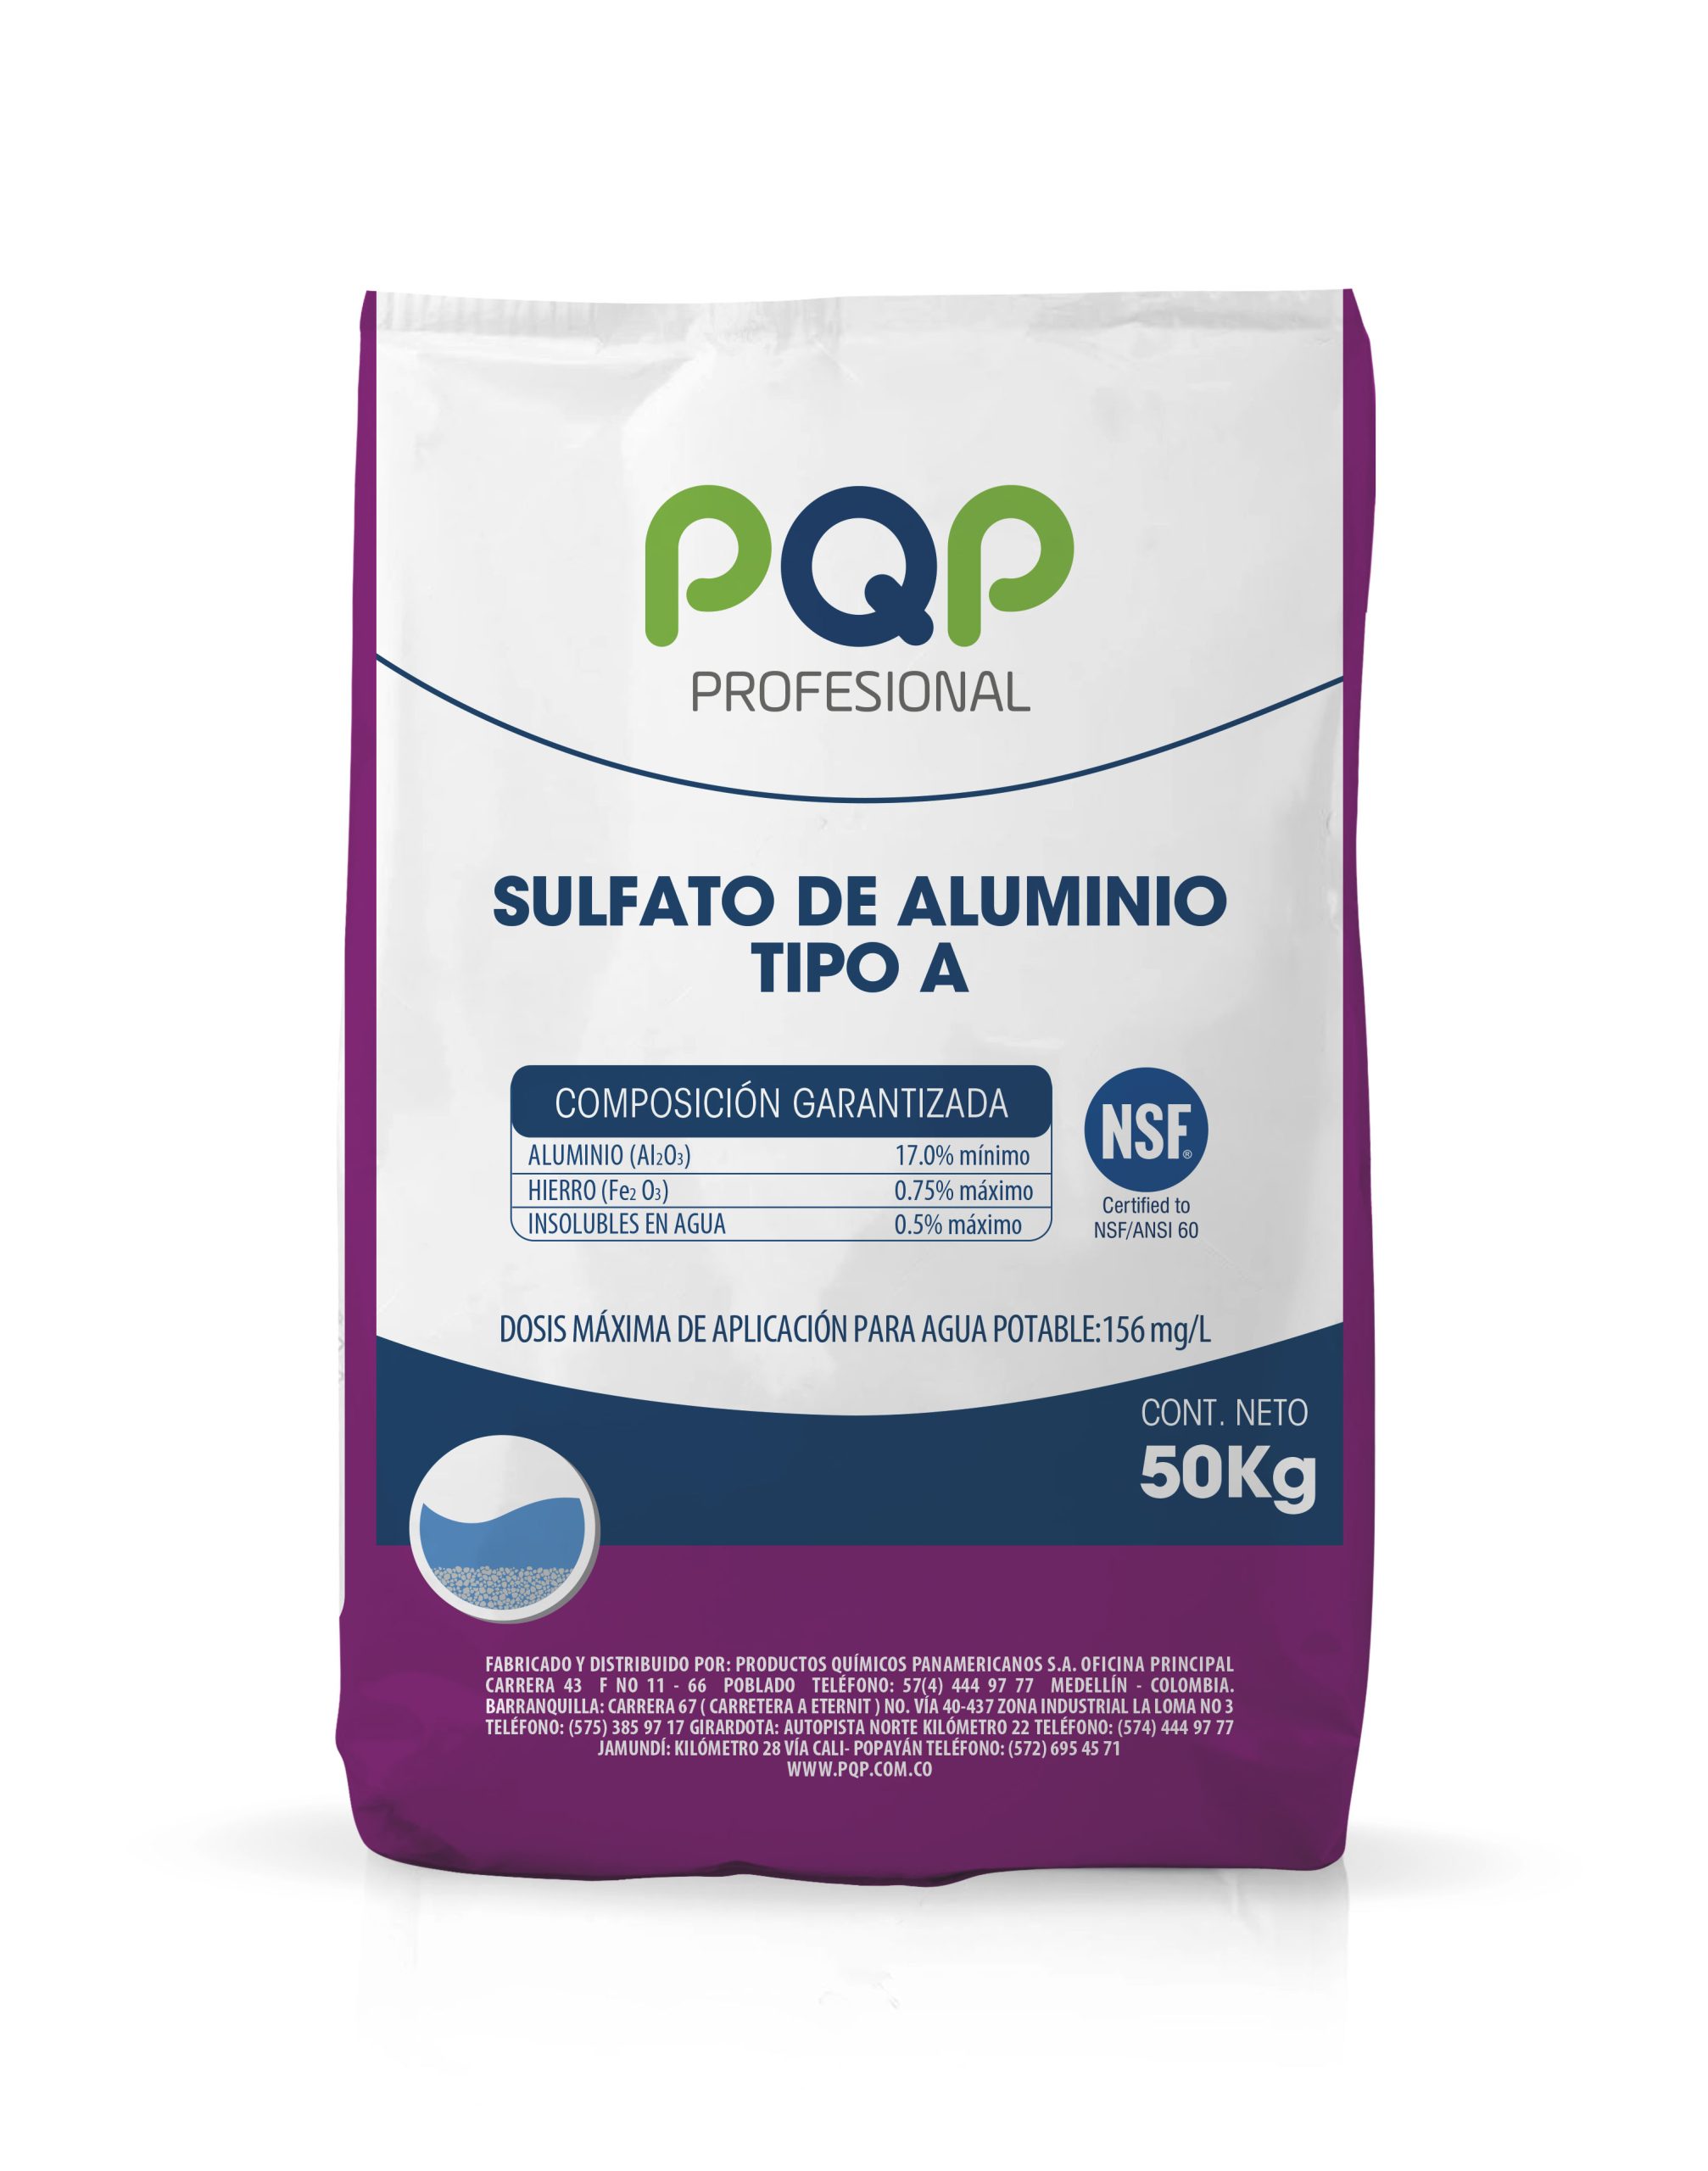 PQP
PROFESIONAL
SULFATO DE ALUMINIO
TIPO A
COMPOSICIÓN GARANTIZADA
ALUMINIO (Al₂O₃) 17.0% mínimo
HIERRO (Fe₂ O₃) 0.75% máximo
INSOLUBLES EN AGUA 0.5% máximo
NSF®
Certified to
NSF/ANSI 60
DOSIS MÁXIMA DE APLICACIÓN PARA AGUA POTABLE:156 mg/L
CONT. NETO
50Kg
FABRICADO Y DISTRIBUIDO POR: PRODUCTOS QUÍMICOS PANAMERICANOS S.A. OFICINA PRINCIPAL
CARRERA 43 F NO 11 - 66 POBLADO TELÉFONO: 57(4) 444 97 77 MEDELLÍN - COLOMBIA.
BARRANQUILLA: CARRERA 67 ( CARRETERA A ETERNIT ) NO. VÍA 40-437 ZONA INDUSTRIAL LA LOMA NO 3
TELÉFONO: (575) 385 97 17 GIRARDOTA: AUTOPISTA NORTE KILÓMETRO 22 TELÉFONO: (574) 444 97 77
JAMUNDÍ: KILÓMETRO 28 VÍA CALI- POPAYÁN TELÉFONO: (572) 695 45 71
WWW.PQP.COM.CO